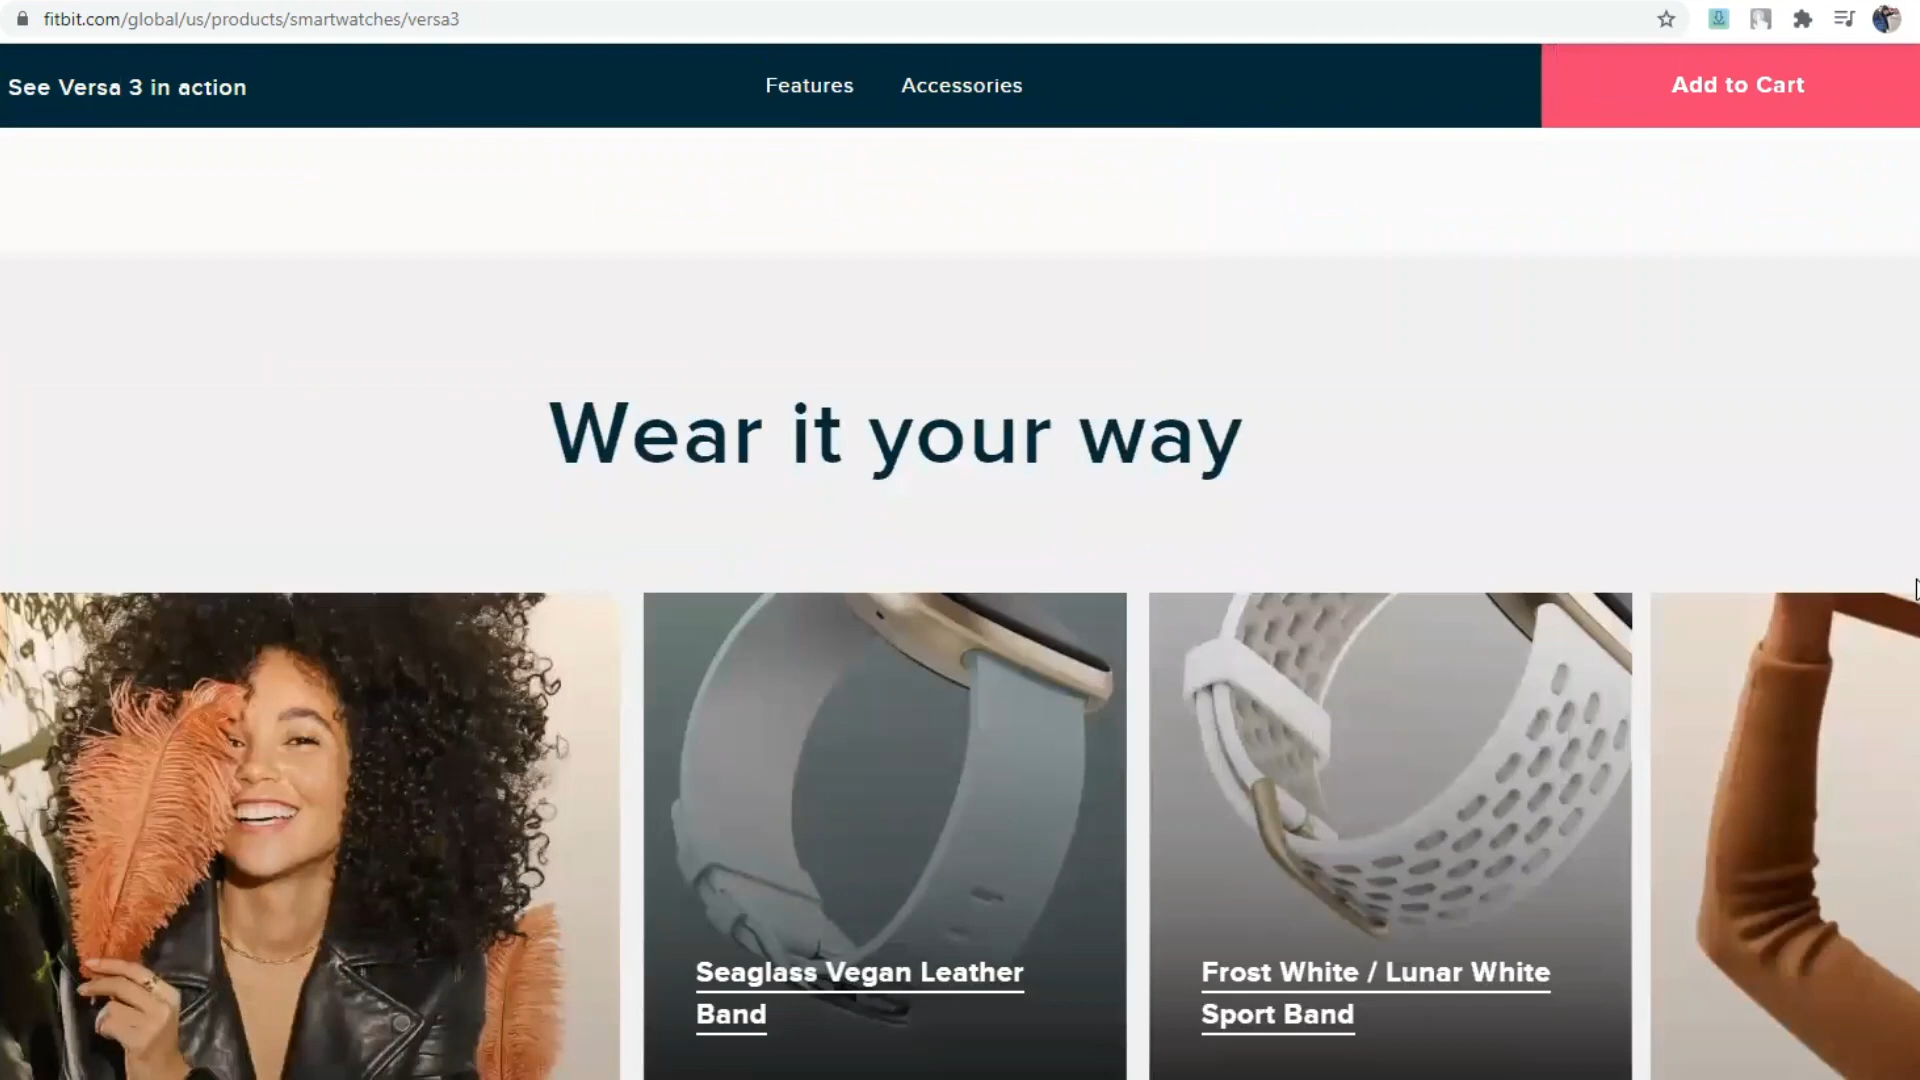 fitbit.com/global/us/products/smartwatches/versa3
See Versa 3 in action
Features
Accessories
Add to Cart
Wear it your way
Seaglass Vegan Leather
Band
Frost White / Lunar White
Sport Band